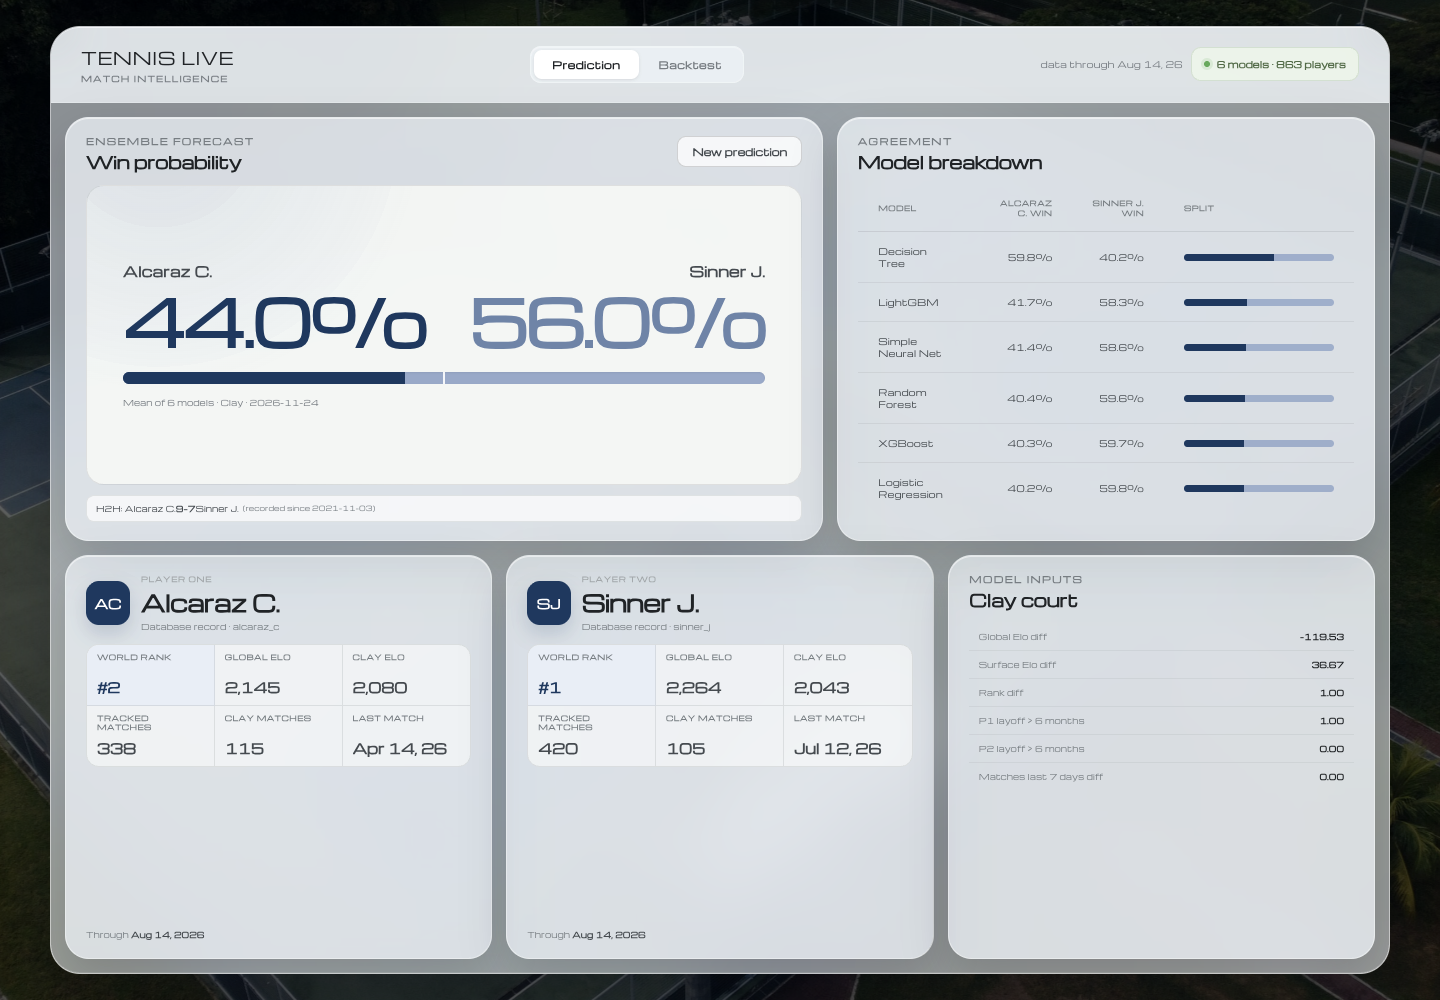 TENNIS LIVE
MATCH INTELLIGENCE
Prediction
Backtest
data through Aug 14, 26
6 models · 863 players
ENSEMBLE FORECAST
Win probability
New prediction
Alcaraz C.
Sinner J.
44.0%
56.0%
Mean of 6 models · Clay · 2026-11-24
H2H: Alcaraz C.9-7Sinner J. (recorded since 2021-11-03)
AGREEMENT
Model breakdown
MODEL
ALCARAZ
C. WIN
SINNER J.
WIN
SPLIT
Decision
Tree
59.8%
40.2%
LightGBM
41.7%
58.3%
Simple
Neural Net
41.4%
58.6%
Random
Forest
40.4%
59.6%
XGBoost
40.3%
59.7%
Logistic
Regression
40.2%
59.8%
AC
PLAYER ONE
Alcaraz C.
Database record · alcaraz_c
WORLD RANK
#2
GLOBAL ELO
2,145
CLAY ELO
2,080
TRACKED
MATCHES
338
CLAY MATCHES
115
LAST MATCH
Apr 14, 26
Through Aug 14, 2026
SJ
PLAYER TWO
Sinner J.
Database record · sinner_j
WORLD RANK
#1
GLOBAL ELO
2,264
CLAY ELO
2,043
TRACKED
MATCHES
420
CLAY MATCHES
105
LAST MATCH
Jul 12, 26
Through Aug 14, 2026
MODEL INPUTS
Clay court
Global Elo diff
-119.53
Surface Elo diff
36.67
Rank diff
1.00
P1 layoff > 6 months
1.00
P2 layoff > 6 months
0.00
Matches last 7 days diff
0.00